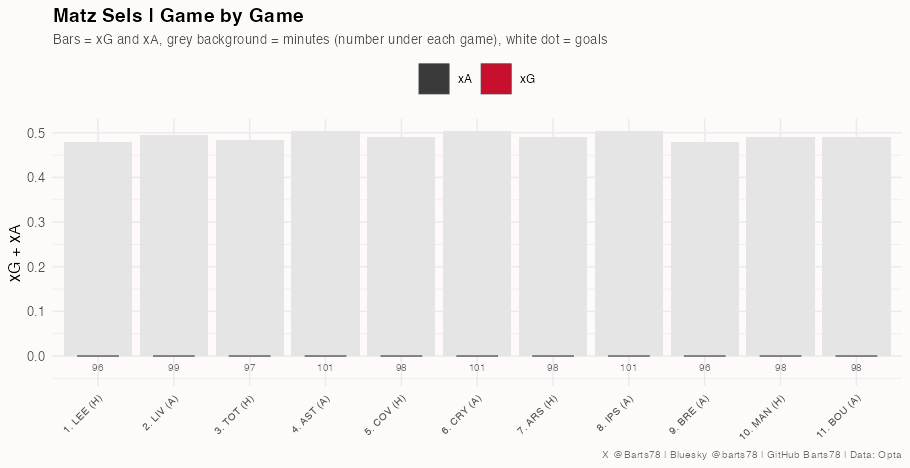 Matz Sels | Game by Game
Bars = xG and xA, grey background = minutes (number under each game), white dot = goals
xA xG
xG + xA
0.5
0.4
0.3
0.2
0.1
0.0
96 99 97 101 98 101 98 101 96 98 98
1. LEE (H) 2. LIV (A) 3. TOT (H) 4. AST (A) 5. COV (H) 6. CRY (A) 7. ARS (H) 8. IPS (A) 9. BRE (A) 10. MAN (H) 11. BOU (A)
X @Barts78 | Bluesky @barts78 | GitHub Barts78 | Data: Opta